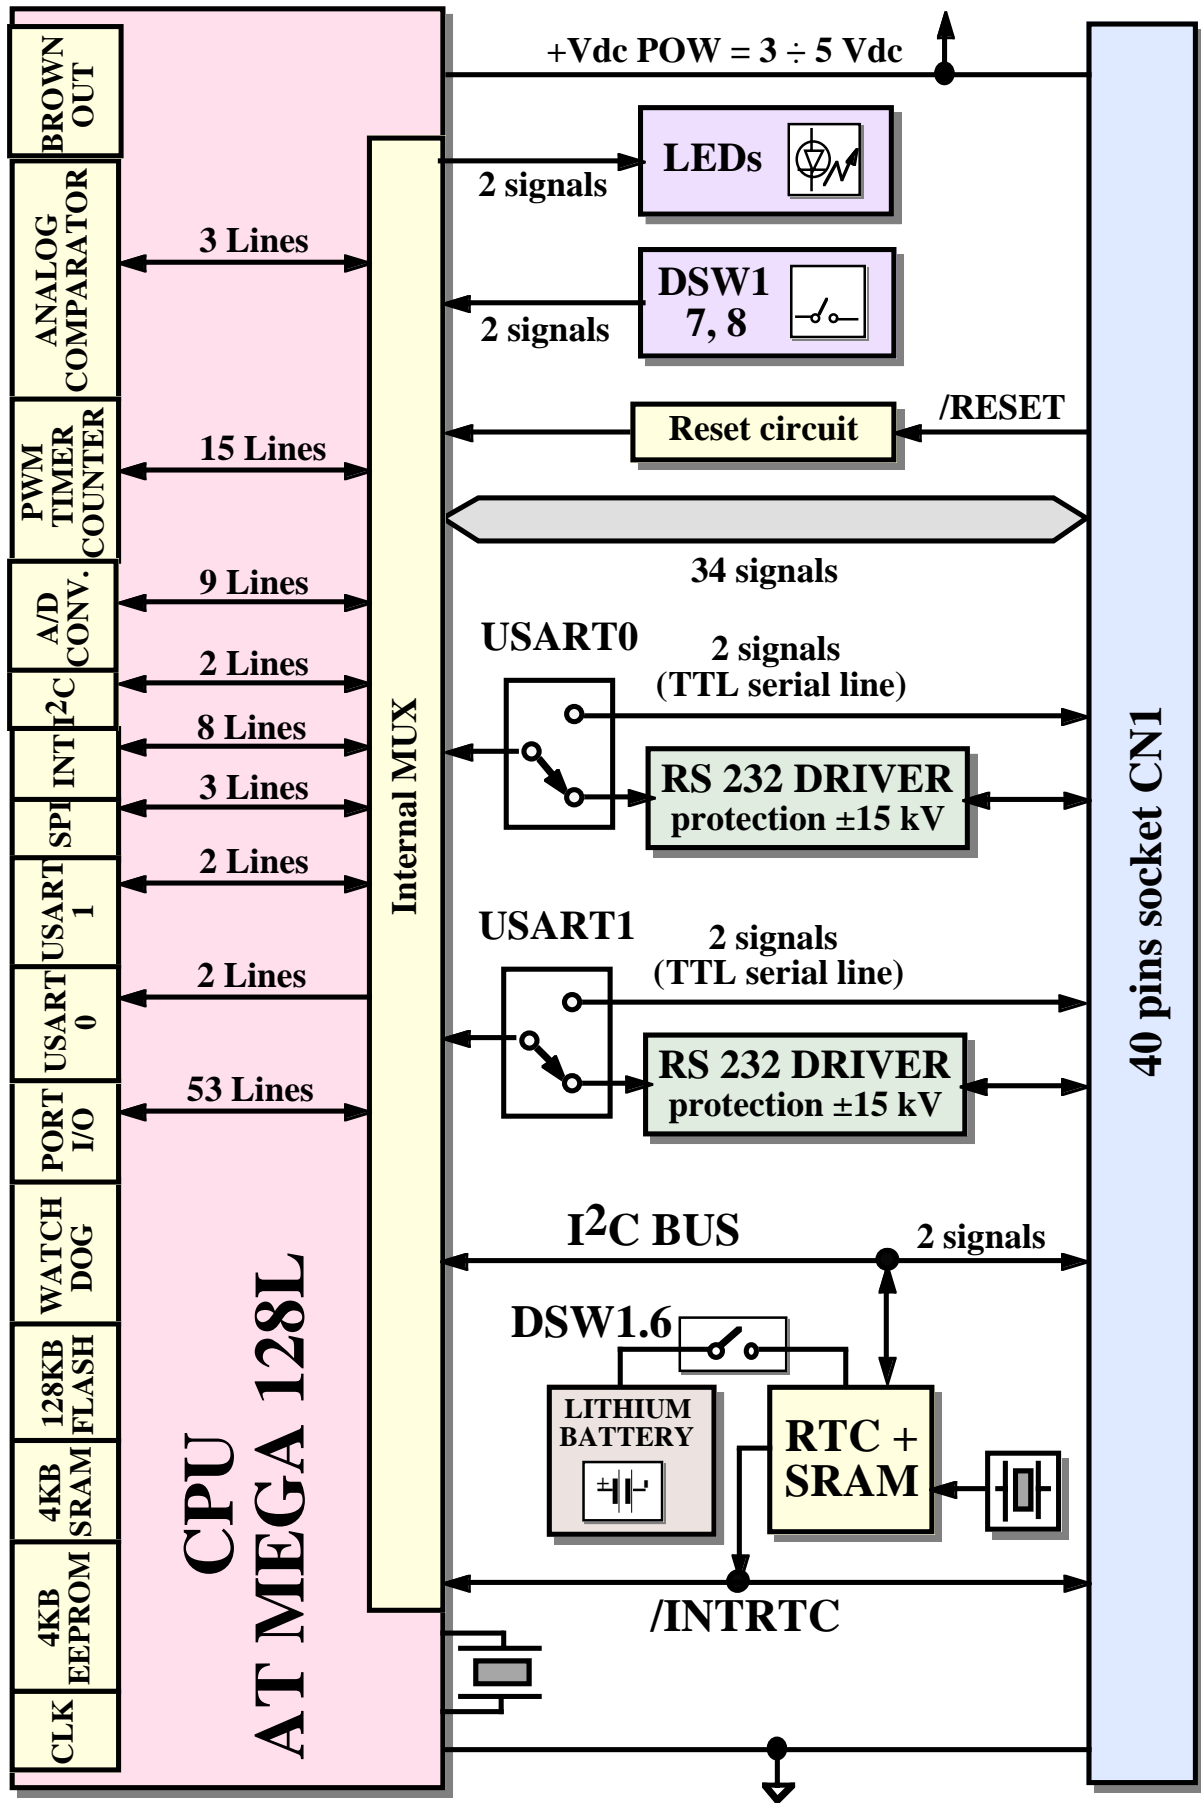 BROWN
OUT
ANALOG
COMPARATOR
PWM
TIMER
COUNTER
A/D
CONV.
I²C
INT
SPI
USART
1
USART
0
PORT
I/O
WATCH
DOG
128KB
FLASH
4KB
SRAM
4KB
EEPROM
CLK
3 Lines
15 Lines
9 Lines
2 Lines
8 Lines
3 Lines
2 Lines
2 Lines
53 Lines
CPU
AT MEGA 128L
Internal MUX
+Vdc POW = 3 ÷ 5 Vdc
LEDs
2 signals
DSW1
7, 8
2 signals
/RESET
Reset circuit
34 signals
USART0
2 signals
(TTL serial line)
RS 232 DRIVER
protection ±15 kV
USART1
2 signals
(TTL serial line)
RS 232 DRIVER
protection ±15 kV
I²C BUS
2 signals
DSW1.6
LITHIUM
BATTERY
±
-
RTC +
SRAM
/INTRTC
40 pins socket CN1